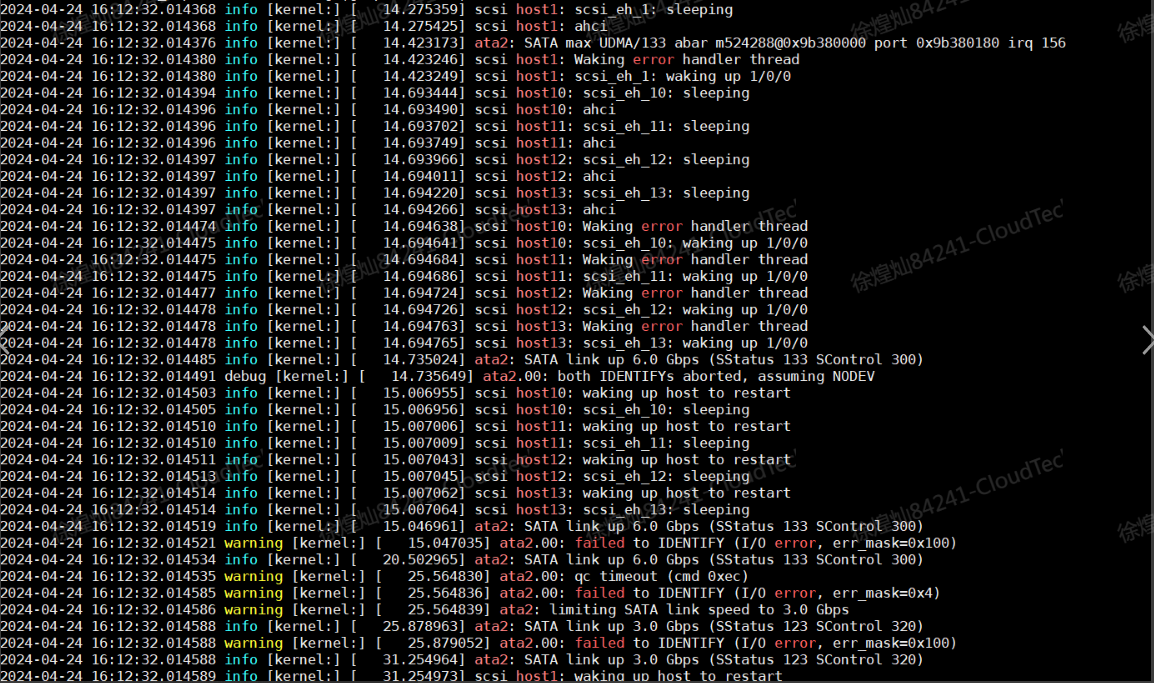 2024-04-24 16:12:32.014368 info [kernel:] [   14.275359] scsi host1: scsi_eh_1: sleeping
2024-04-24 16:12:32.014368 info [kernel:] [   14.275425] scsi host1: ahci
2024-04-24 16:12:32.014376 info [kernel:] [   14.423173] ata2: SATA max UDMA/133 abar m524288@0x9b380000 port 0x9b380180 irq 156
2024-04-24 16:12:32.014380 info [kernel:] [   14.423246] scsi host1: Waking error handler thread
2024-04-24 16:12:32.014380 info [kernel:] [   14.423249] scsi host1: scsi_eh_1: waking up 1/0/0
2024-04-24 16:12:32.014394 info [kernel:] [   14.693444] scsi host10: scsi_eh_10: sleeping
2024-04-24 16:12:32.014396 info [kernel:] [   14.693490] scsi host10: ahci
2024-04-24 16:12:32.014396 info [kernel:] [   14.693702] scsi host11: scsi_eh_11: sleeping
2024-04-24 16:12:32.014396 info [kernel:] [   14.693749] scsi host11: ahci
2024-04-24 16:12:32.014397 info [kernel:] [   14.693966] scsi host12: scsi_eh_12: sleeping
2024-04-24 16:12:32.014397 info [kernel:] [   14.694011] scsi host12: ahci
2024-04-24 16:12:32.014397 info [kernel:] [   14.694220] scsi host13: scsi_eh_13: sleeping
2024-04-24 16:12:32.014397 info [kernel:] [   14.694266] scsi host13: ahci
2024-04-24 16:12:32.014474 info [kernel:] [   14.694638] scsi host10: Waking error handler thread
2024-04-24 16:12:32.014475 info [kernel:] [   14.694641] scsi host10: scsi_eh_10: waking up 1/0/0
2024-04-24 16:12:32.014475 info [kernel:] [   14.694684] scsi host11: Waking error handler thread
2024-04-24 16:12:32.014475 info [kernel:] [   14.694686] scsi host11: scsi_eh_11: waking up 1/0/0
2024-04-24 16:12:32.014477 info [kernel:] [   14.694724] scsi host12: Waking error handler thread
2024-04-24 16:12:32.014478 info [kernel:] [   14.694726] scsi host12: scsi_eh_12: waking up 1/0/0
2024-04-24 16:12:32.014478 info [kernel:] [   14.694763] scsi host13: Waking error handler thread
2024-04-24 16:12:32.014478 info [kernel:] [   14.694765] scsi host13: scsi_eh_13: waking up 1/0/0
2024-04-24 16:12:32.014485 info [kernel:] [   14.735024] ata2: SATA link up 6.0 Gbps (SStatus 133 SControl 300)
2024-04-24 16:12:32.014491 debug [kernel:] [   14.735649] ata2.00: both IDENTIFYs aborted, assuming NODEV
2024-04-24 16:12:32.014503 info [kernel:] [   15.006955] scsi host10: waking up host to restart
2024-04-24 16:12:32.014505 info [kernel:] [   15.006956] scsi host10: scsi_eh_10: sleeping
2024-04-24 16:12:32.014510 info [kernel:] [   15.007006] scsi host11: waking up host to restart
2024-04-24 16:12:32.014510 info [kernel:] [   15.007009] scsi host11: scsi_eh_11: sleeping
2024-04-24 16:12:32.014511 info [kernel:] [   15.007043] scsi host12: waking up host to restart
2024-04-24 16:12:32.014513 info [kernel:] [   15.007045] scsi host12: scsi_eh_12: sleeping
2024-04-24 16:12:32.014514 info [kernel:] [   15.007062] scsi host13: waking up host to restart
2024-04-24 16:12:32.014514 info [kernel:] [   15.007064] scsi host13: scsi_eh_13: sleeping
2024-04-24 16:12:32.014519 info [kernel:] [   15.046961] ata2: SATA link up 6.0 Gbps (SStatus 133 SControl 300)
2024-04-24 16:12:32.014521 warning [kernel:] [   15.047035] ata2.00: failed to IDENTIFY (I/O error, err_mask=0x100)
2024-04-24 16:12:32.014534 info [kernel:] [   20.502965] ata2: SATA link up 6.0 Gbps (SStatus 133 SControl 300)
2024-04-24 16:12:32.014535 warning [kernel:] [   25.564830] ata2.00: qc timeout (cmd 0xec)
2024-04-24 16:12:32.014585 warning [kernel:] [   25.564836] ata2.00: failed to IDENTIFY (I/O error, err_mask=0x4)
2024-04-24 16:12:32.014586 warning [kernel:] [   25.564839] ata2: limiting SATA link speed to 3.0 Gbps
2024-04-24 16:12:32.014588 info [kernel:] [   25.878963] ata2: SATA link up 3.0 Gbps (SStatus 123 SControl 320)
2024-04-24 16:12:32.014588 warning [kernel:] [   25.879052] ata2.00: failed to IDENTIFY (I/O error, err_mask=0x100)
2024-04-24 16:12:32.014588 info [kernel:] [   31.254964] ata2: SATA link up 3.0 Gbps (SStatus 123 SControl 320)
2024-04-24 16:12:32.014589 info [kernel:] [   31.254973] scsi host1: waking up host to restart
徐煌灿84241-CloudTec